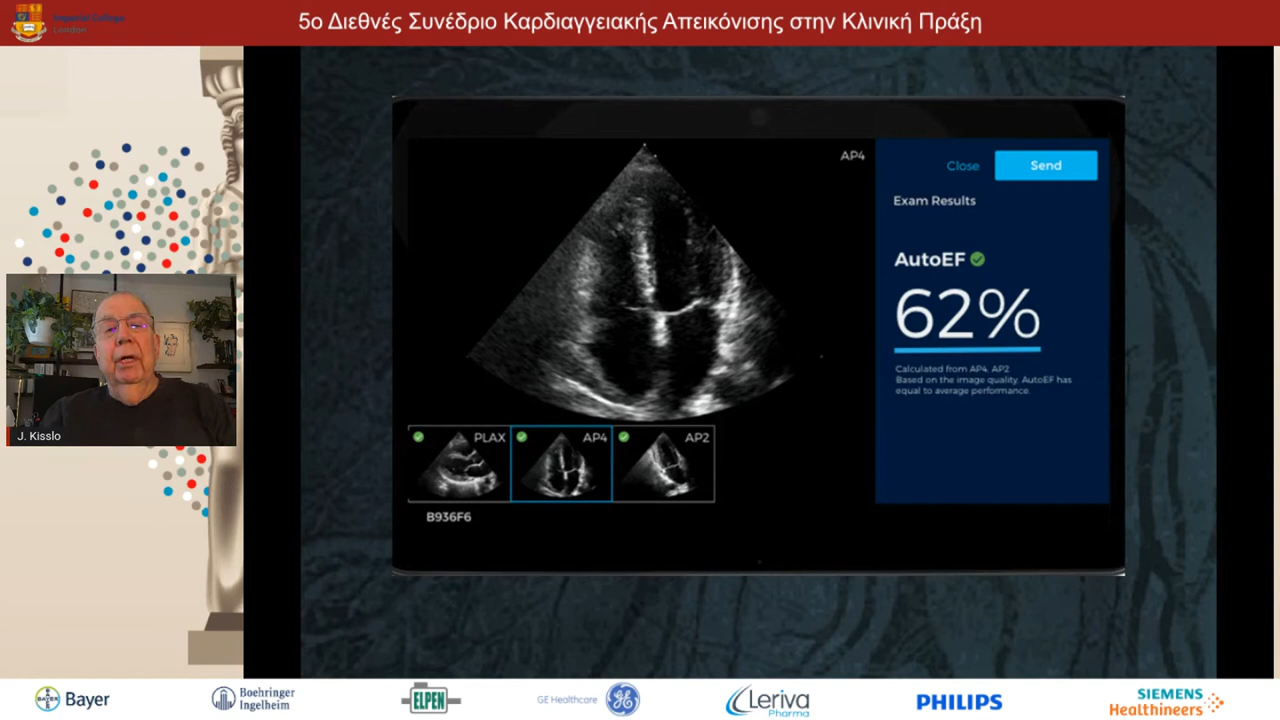 Imperial College
London
5ο Διεθνές Συνέδριο Καρδιαγγειακής Απεικόνισης στην Κλινική Πράξη
AP4
Close
Send
Exam Results
AutoEF
62%
Calculated from AP4, AP2
Based on the image quality, AutoEF has
equal to average performance.
J. Kisslo
PLAX
AP4
AP2
B936F6
BAYER
Bayer
Boehringer
Ingelheim
ELPEN
GE Healthcare
Leriva
Pharma
PHILIPS
SIEMENS
Healthineers